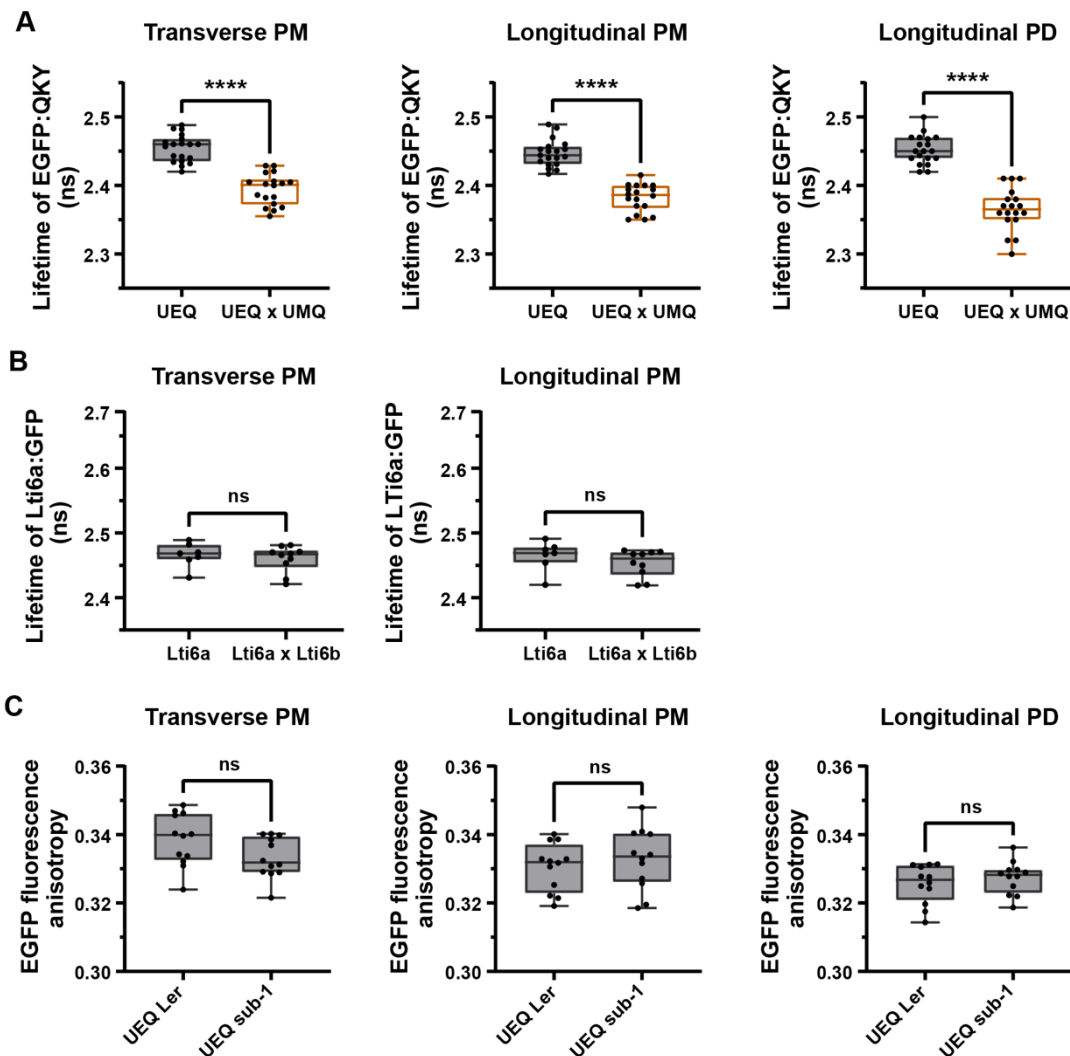 A
Transverse PM
Lifetime of EGFP:QKY
(ns)
2.5
2.4
2.3
****
UEQ
UEQ x UMQ
Longitudinal PM
Lifetime of EGFP:QKY
(ns)
2.5
2.4
2.3
****
UEQ
UEQ x UMQ
Longitudinal PD
Lifetime of EGFP:QKY
(ns)
2.5
2.4
2.3
****
UEQ
UEQ x UMQ
B
Transverse PM
Lifetime of Lti6a:GFP
(ns)
2.7
2.6
2.5
2.4
ns
Lti6a
Lti6a x Lti6b
Longitudinal PM
Lifetime of LTi6a:GFP
(ns)
2.7
2.6
2.5
2.4
ns
Lti6a
Lti6a x Lti6b
C
Transverse PM
EGFP fluorescence
anisotropy
0.36
0.34
0.32
0.30
ns
UEQ Ler
UEQ sub-1
Longitudinal PM
EGFP fluorescence
anisotropy
0.36
0.34
0.32
0.30
ns
UEQ Ler
UEQ sub-1
Longitudinal PD
EGFP fluorescence
anisotropy
0.36
0.34
0.32
0.30
ns
UEQ Ler
UEQ sub-1